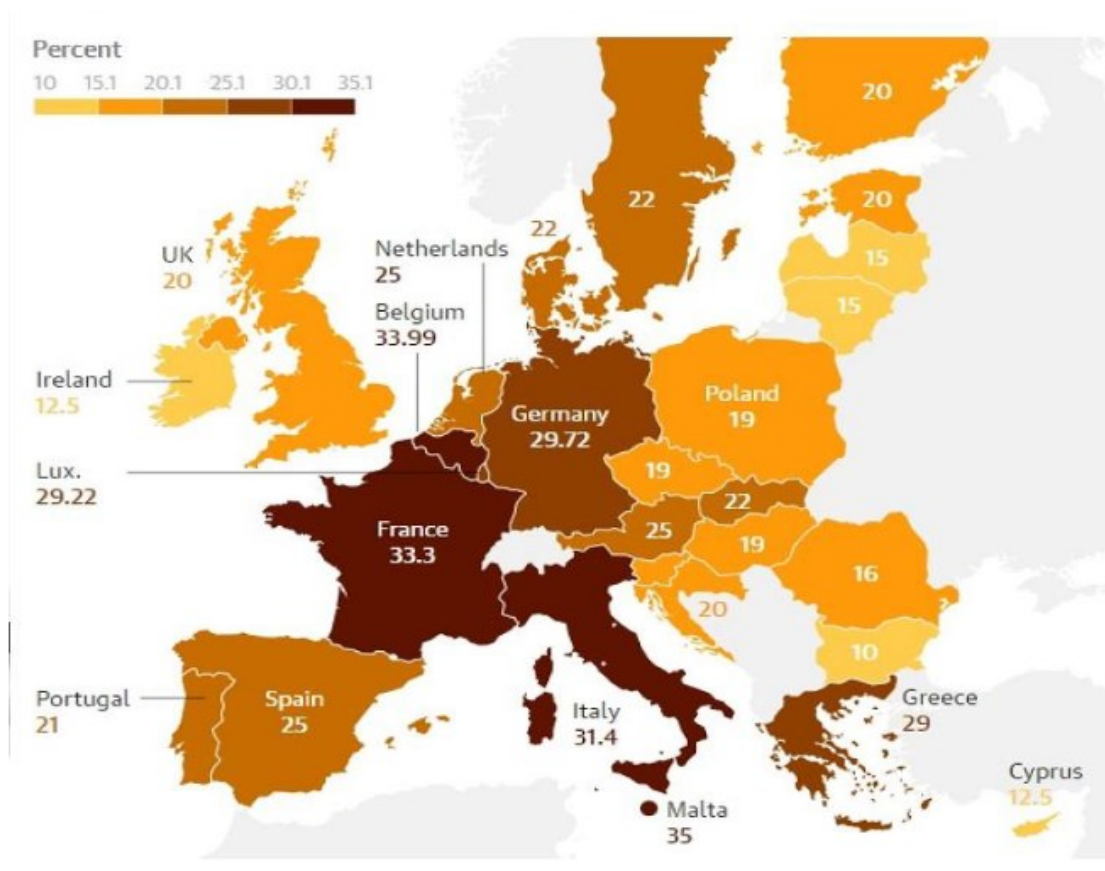 Percent
10 15.1 20.1 25.1 30.1 35.1
20
22
20
UK
20
22
Netherlands
25
15
Belgium
33.99
15
Ireland
12.5
Germany
29.72
Poland
19
Lux.
29.22
19
22
France
33.3
25
19
16
20
10
Portugal
21
Spain
25
Italy
31.4
Greece
29
Cyprus
12.5
Malta
35